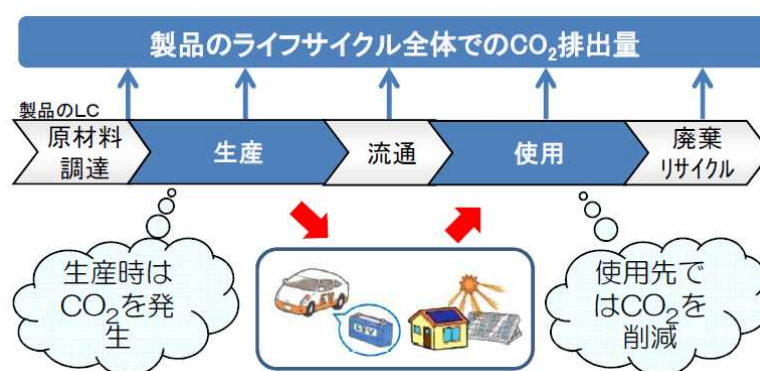 製品のライフサイクル全体でのCO₂排出量
製品のLC
原材料
調達
生産
流通
使用
廃棄
リサイクル
生産時は
CO₂を発
生
使用先で
はCO₂を
削減